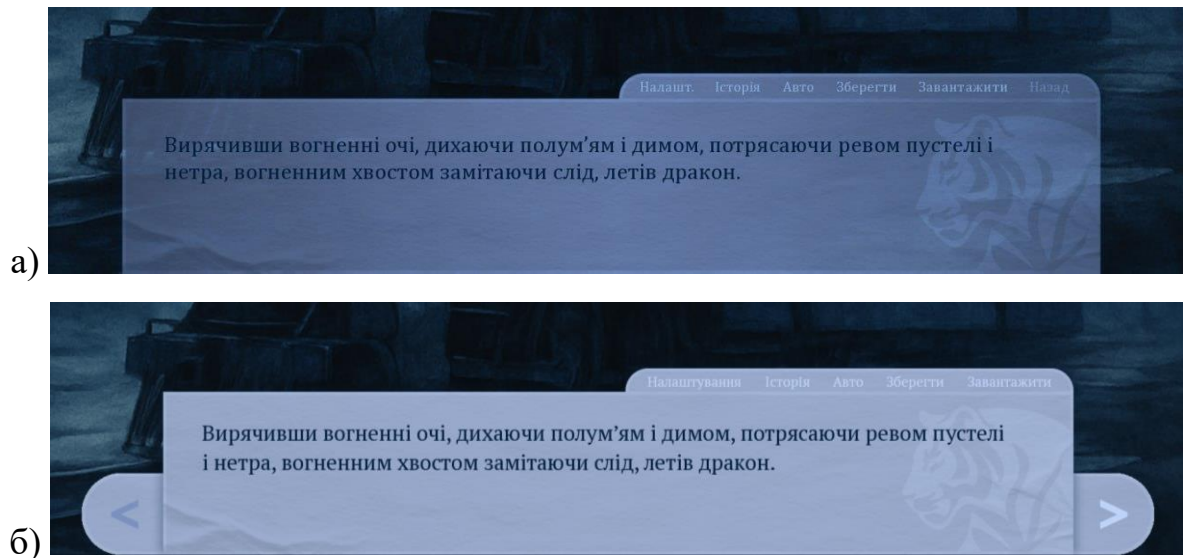 Налашт. Історія Авто Зберегти Завантажити Назад
Вирячивши вогненні очі, дихаючи полум’ям і димом, потрясаючи ревом пустелі і
нетра, вогненним хвостом замітаючи слід, летів дракон.
а)
Налаштування Історія Авто Зберегти Завантажити
Вирячивши вогненні очі, дихаючи полум’ям і димом, потрясаючи ревом пустелі
і нетра, вогненним хвостом замітаючи слід, летів дракон.
< >
б)